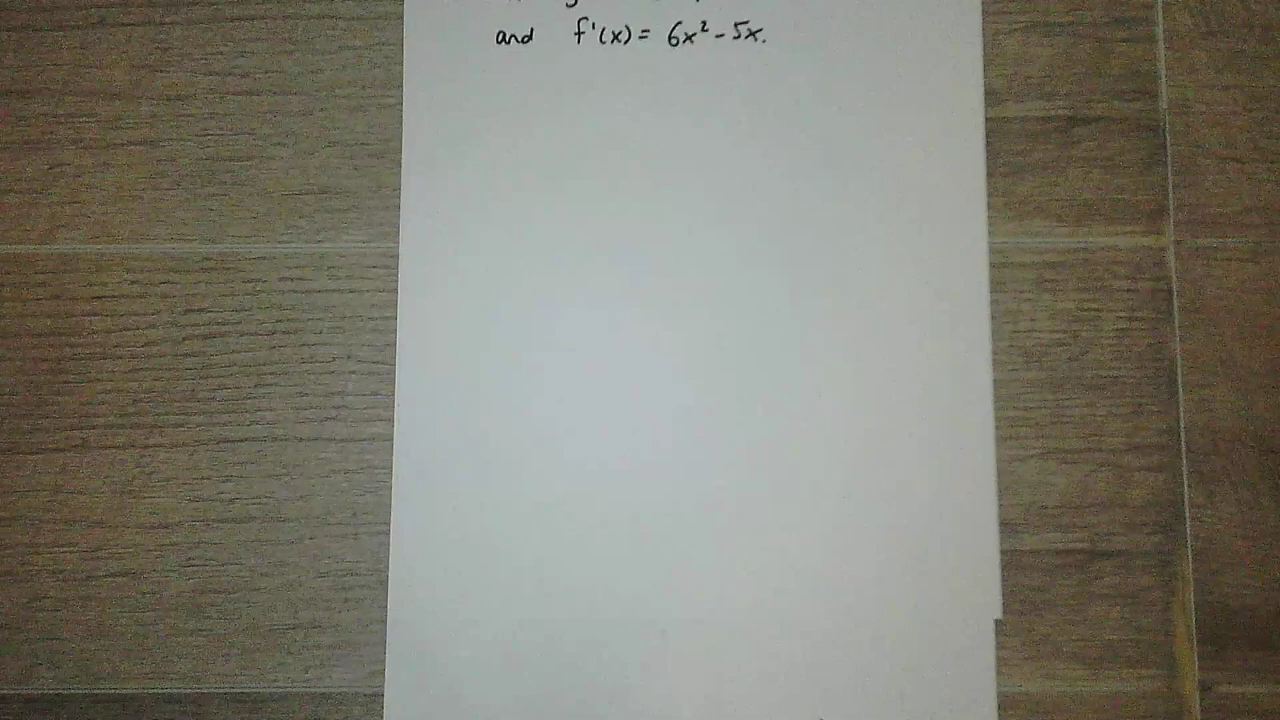 and f'(x) = 6x² - 5x.